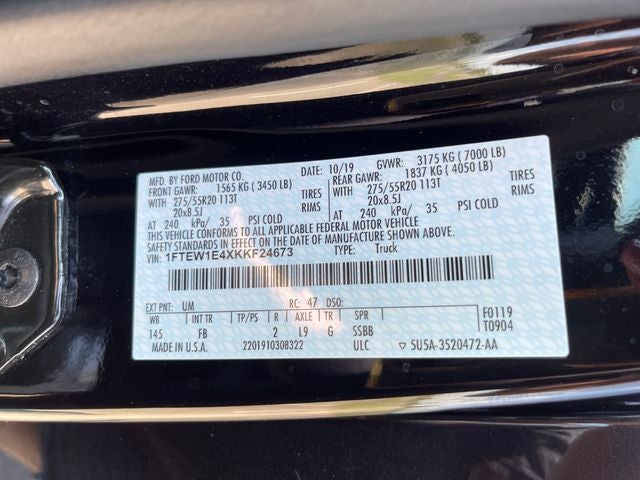 MFD. BY FORD MOTOR CO. DATE: 10/19 GVWR: 3175 KG ( 7000 LB)
FRONT GAWR: 1565 KG ( 3450 LB) REAR GAWR: 1837 KG ( 4050 LB)
WITH 275/55R20 113T TIRES WITH 275/55R20 113T TIRES
20x8.5J RIMS 20x8.5J RIMS
AT 240 kPa/ 35 PSI COLD AT 240 kPa/ 35 PSI COLD
THIS VEHICLE CONFORMS TO ALL APPLICABLE FEDERAL MOTOR VEHICLE
SAFETY STANDARDS IN EFFECT ON THE DATE OF MANUFACTURE SHOWN ABOVE.
VIN: 1FTEW1E4XKKF24673 TYPE: Truck
EXT PNT: UM RC: 47 DSO: F0119
WB TP/PS R AXLE TR SPR T0904
145 FB 2 L9 G SSBB
MADE IN U.S.A. 2201910308322 ULC ▽ 5U5A-3520472-AA